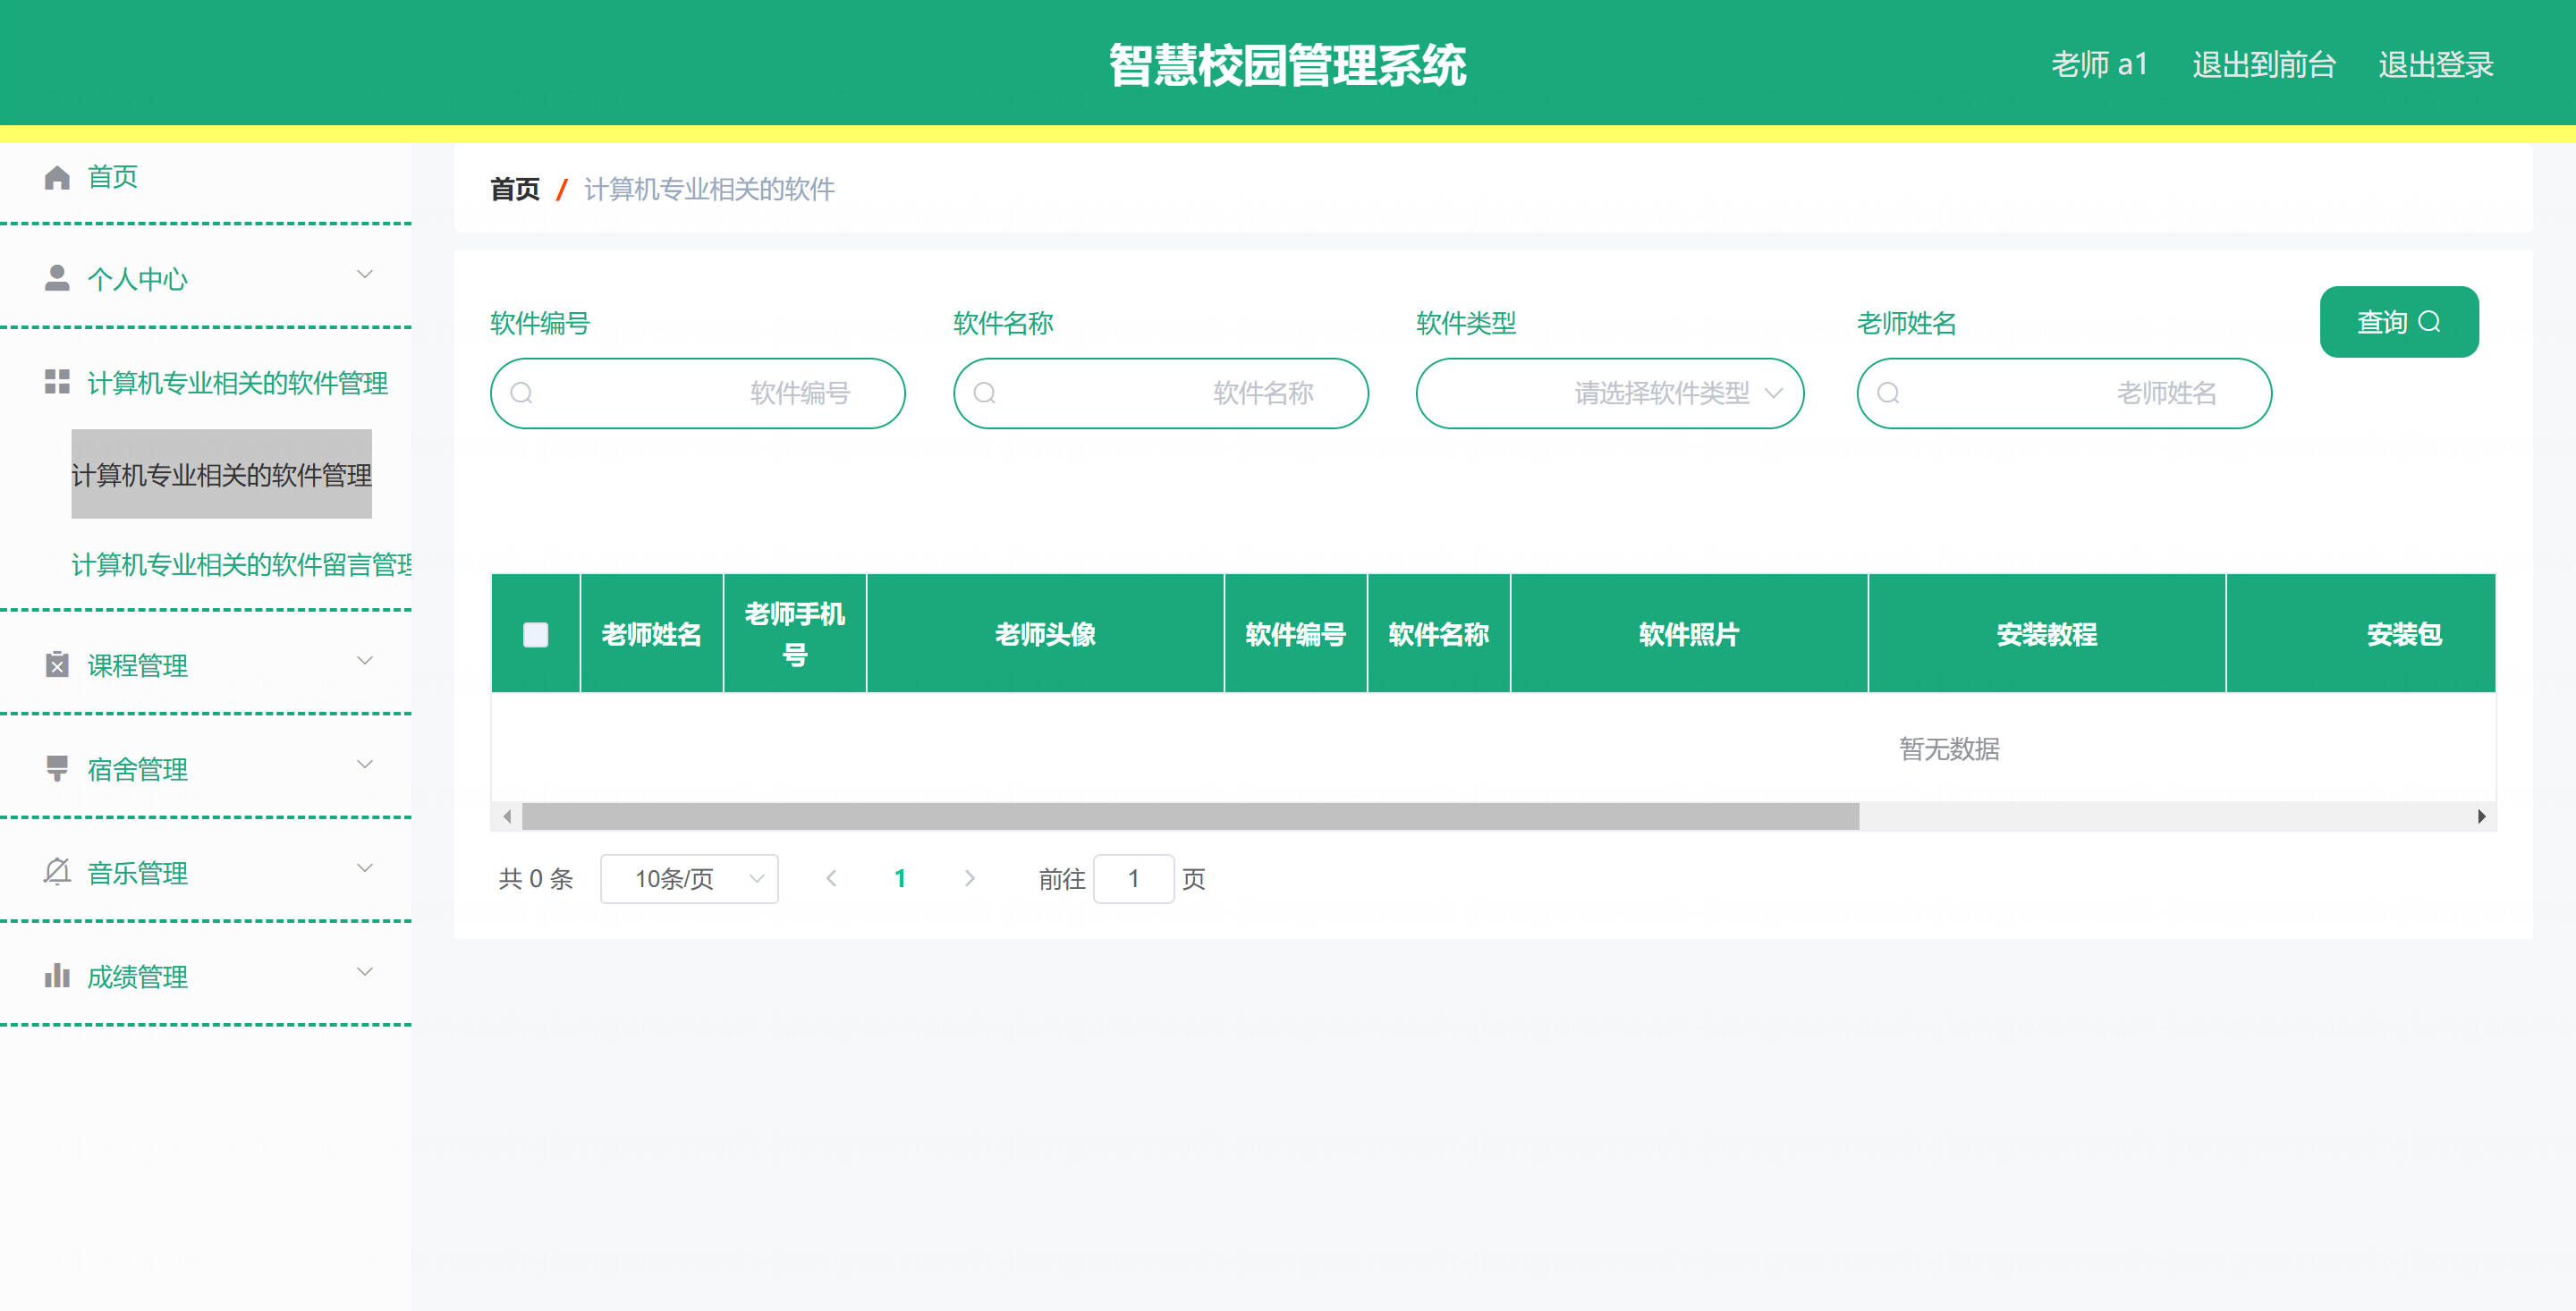 智慧校园管理系统
老师 a1 退出到前台 退出登录
首页
个人中心
计算机专业相关的软件管理
计算机专业相关的软件管理
计算机专业相关的软件留言管理
课程管理
宿舍管理
音乐管理
成绩管理
首页 / 计算机专业相关的软件
软件编号 软件名称 软件类型 老师姓名
查询
软件编号 软件名称 请选择软件类型 老师姓名
老师姓名 老师手机号 老师头像 软件编号 软件名称 软件照片 安装教程 安装包
暂无数据
共 0 条 10条/页 1 前往 1 页